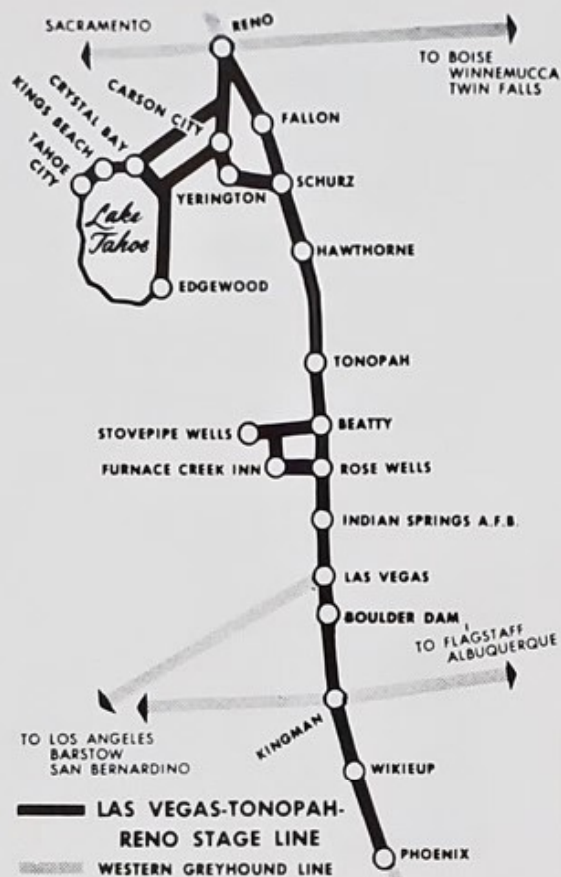 SACRAMENTO
RENO
TO BOISE
WINNEMUCCA
TWIN FALLS
CARSON CITY
FALLON
CRYSTAL BAY
KINGS BEACH
TAHOE
CITY
YERINGTON
SCHURZ
Lake
Tahoe
HAWTHORNE
EDGEWOOD
TONOPAH
BEATTY
STOVEPIPE WELLS
FURNACE CREEK INN
ROSE WELLS
INDIAN SPRINGS A.F.B.
LAS VEGAS
BOULDER DAM
TO FLAGSTAFF
ALBUQUERQUE
KINGMAN
TO LOS ANGELES
BARSTOW
SAN BERNARDINO
WIKIEUP
LAS VEGAS-TONOPAH-
RENO STAGE LINE
PHOENIX
WESTERN GREYHOUND LINE